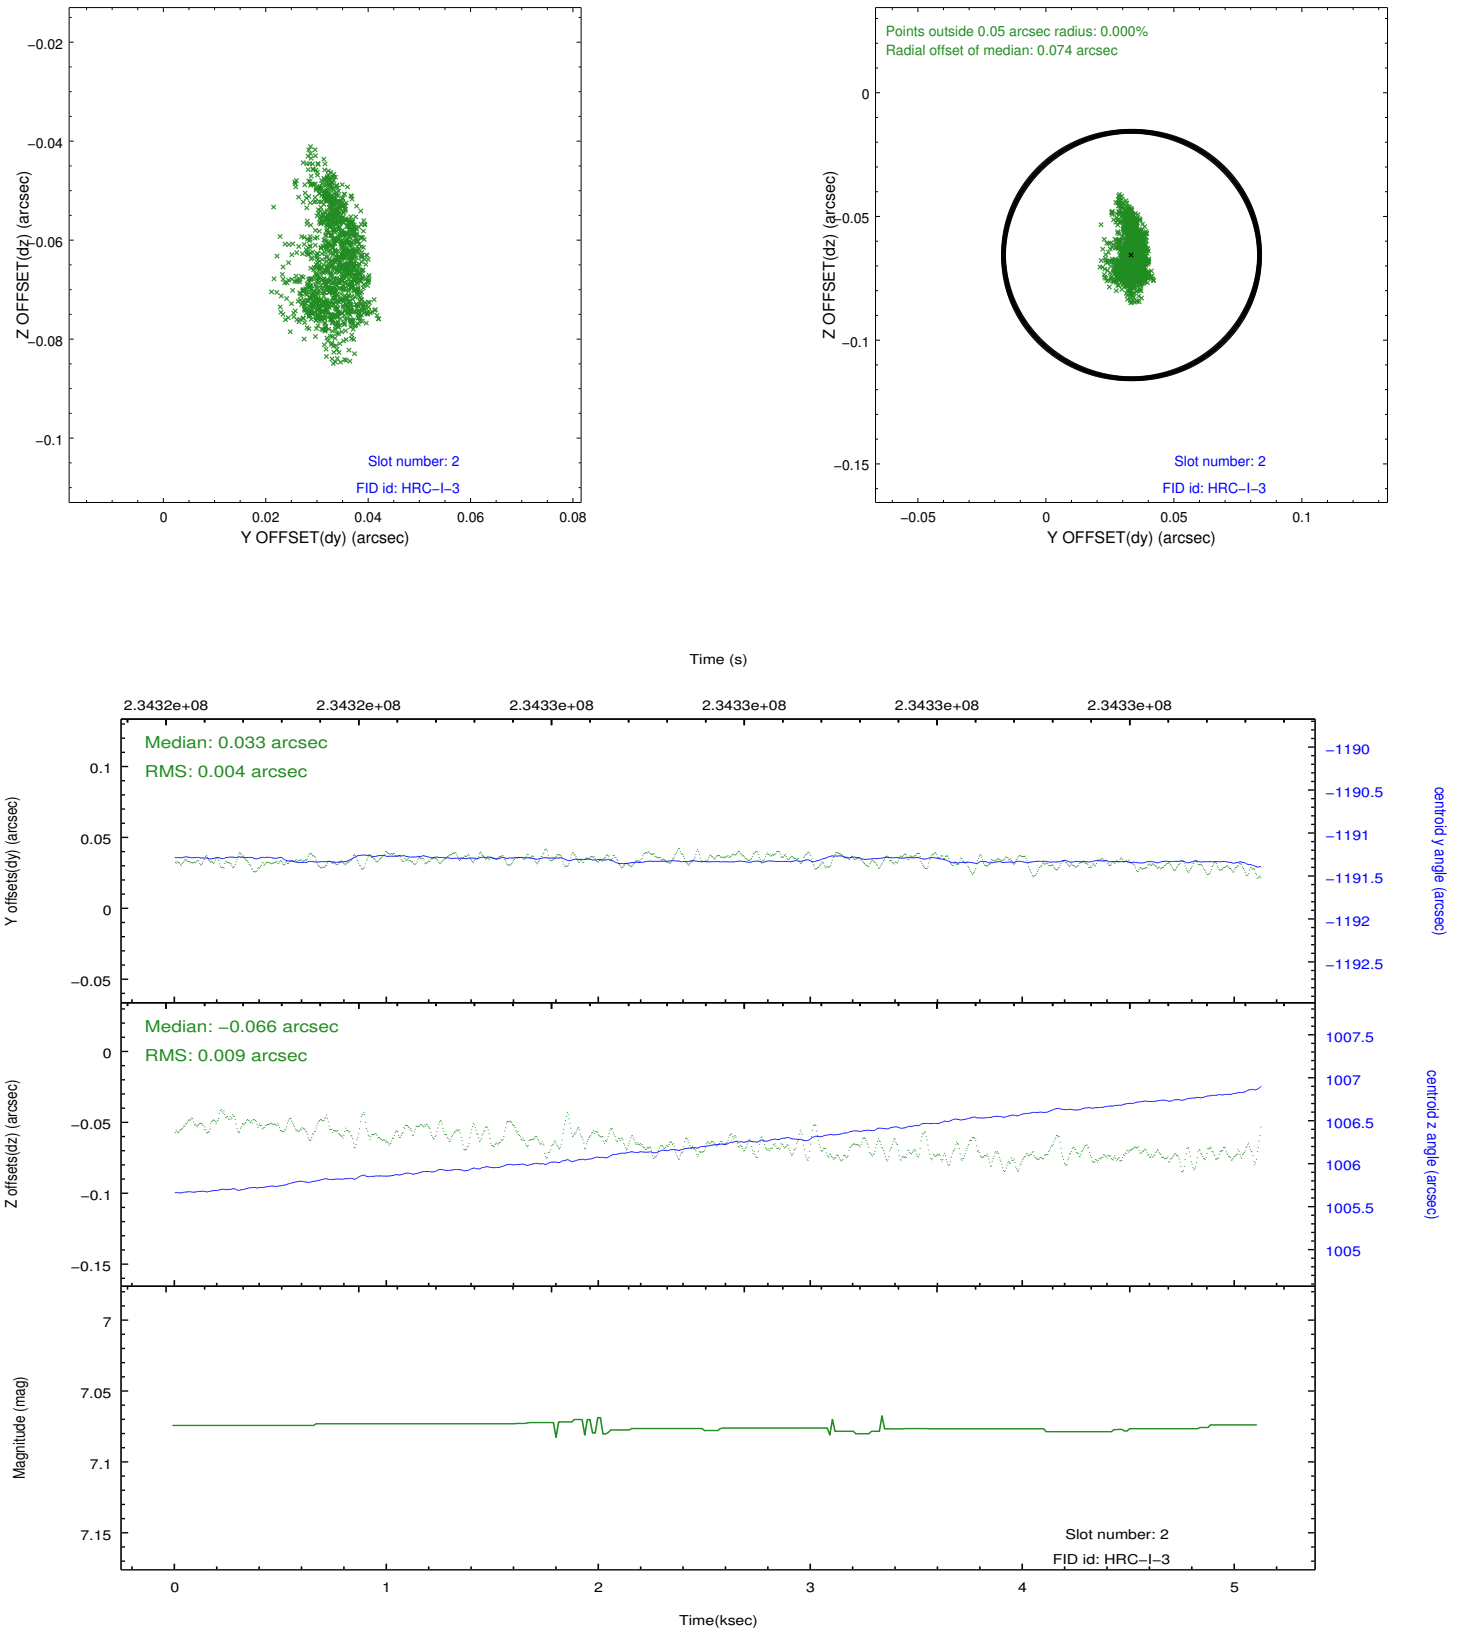 −0.02
−0.04
−0.06
−0.08
−0.1
Z OFFSET(dz) (arcsec)
Slot number: 2
FID id: HRC−I−3
0 0.02 0.04 0.06 0.08
Y OFFSET(dy) (arcsec)
Points outside 0.05 arcsec radius: 0.000%
Radial offset of median: 0.074 arcsec
0
−0.05
−0.1
−0.15
Z OFFSET(dz) (arcsec)
Slot number: 2
FID id: HRC−I−3
−0.05 0 0.05 0.1
Y OFFSET(dy) (arcsec)
Time (s)
2.3432e+08 2.3432e+08 2.3433e+08 2.3433e+08 2.3433e+08 2.3433e+08
Median: 0.033 arcsec
RMS: 0.004 arcsec
0.1
0.05
0
−0.05
Y offsets(dy) (arcsec)
−1190
−1190.5
−1191
−1191.5
−1192
−1192.5
centroid y angle (arcsec)
Median: −0.066 arcsec
RMS: 0.009 arcsec
0
−0.05
−0.1
−0.15
Z offsets(dz) (arcsec)
1007.5
1007
1006.5
1006
1005.5
1005
centroid z angle (arcsec)
7
7.05
7.1
7.15
Magnitude (mag)
Slot number: 2
FID id: HRC−I−3
0 1 2 3 4 5
Time(ksec)